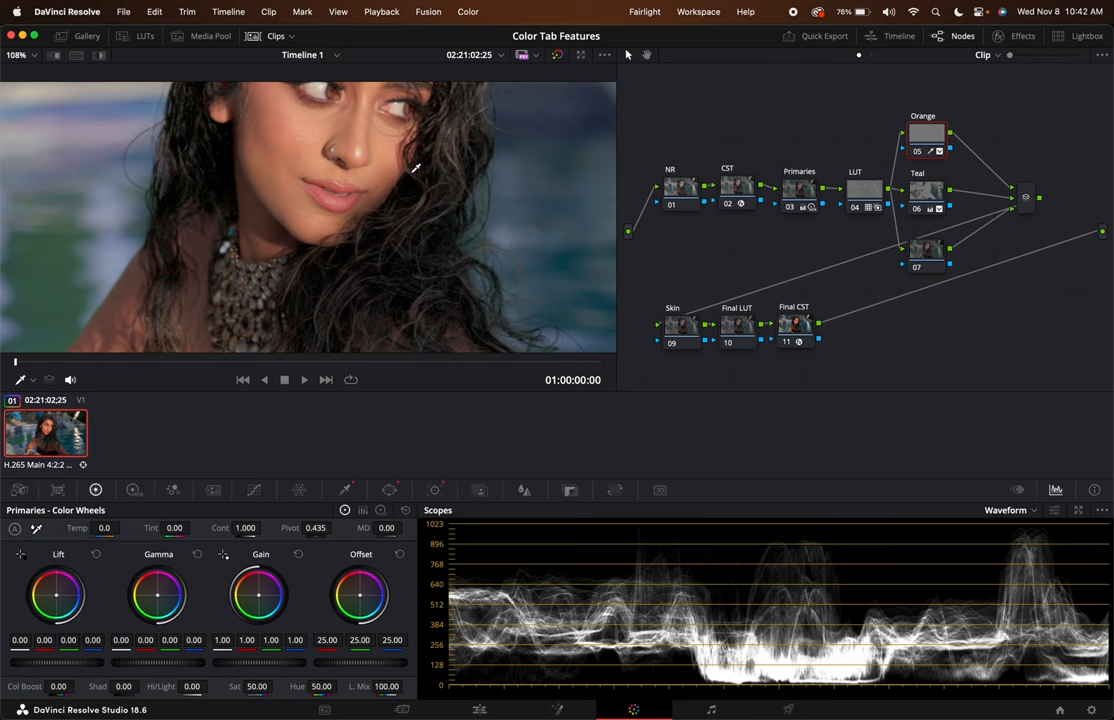 DaVinci Resolve File Edit Trim Timeline Clip Mark View Playback Fusion Color Fairlight Workspace Help 76% Wed Nov 8 10:42 AM
Gallery LUTs Media Pool Clips Color Tab Features Quick Export Timeline Nodes Effects Lightbox
108% Timeline 1 02:21:02:25 Clip
Orange
05
NR
01
CST
02
Primaries
03
LUT
04
Teal
06
07
Skin
09
Final LUT
10
Final CST
11
01:00:00:00
01 02:21:02;25 V1
H.265 Main 4:2:2 ...
Primaries - Color Wheels
Temp 0.0 Tint 0.00 Cont 1.000 Pivot 0.435 MD 0.00
Lift Gamma Gain Offset
0.00 0.00 0.00 0.00 0.00 0.00 0.00 0.00 1.00 1.00 1.00 1.00 25.00 25.00 25.00
Col Boost 0.00 Shad 0.00 Hi/Light 0.00 Sat 50.00 Hue 50.00 L. Mix 100.00
Scopes Waveform
1023
896
768
640
512
384
256
128
0
DaVinci Resolve Studio 18.6